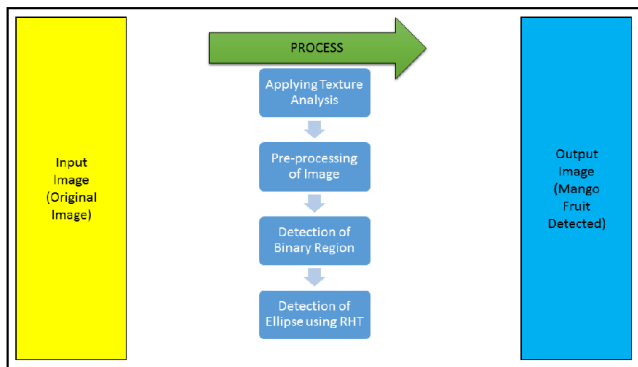 PROCESS
Applying Texture
Analysis
Pre-processing
of Image
Detection of
Binary Region
Detection of
Ellipse using RHT
Input
Image
(Original
Image)
Output
Image
(Mango
Fruit
Detected)